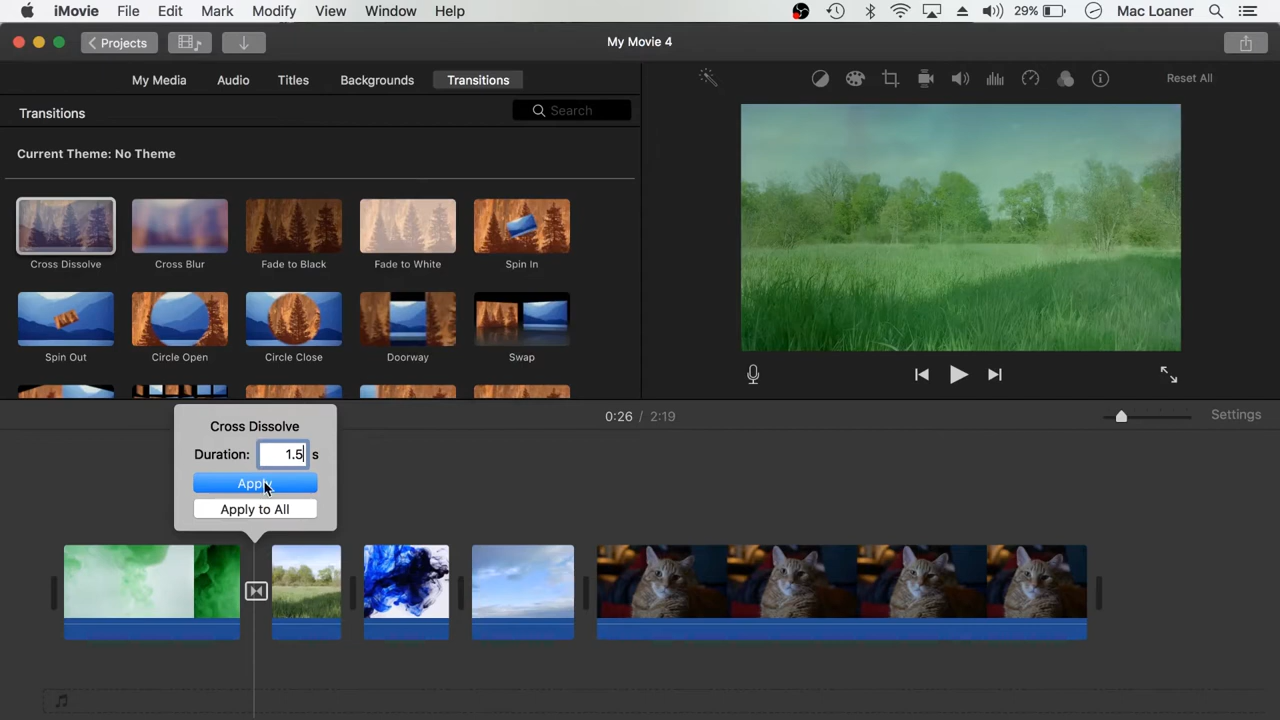 iMovie File Edit Mark Modify View Window Help 29% Mac Loaner
Projects My Movie 4
My Media Audio Titles Backgrounds Transitions Reset All
Transitions Search
Current Theme: No Theme
Cross Dissolve Cross Blur Fade to Black Fade to White Spin In
Spin Out Circle Open Circle Close Doorway Swap
0:26 / 2:19 Settings
Cross Dissolve
Duration: 1.5 s
Apply
Apply to All